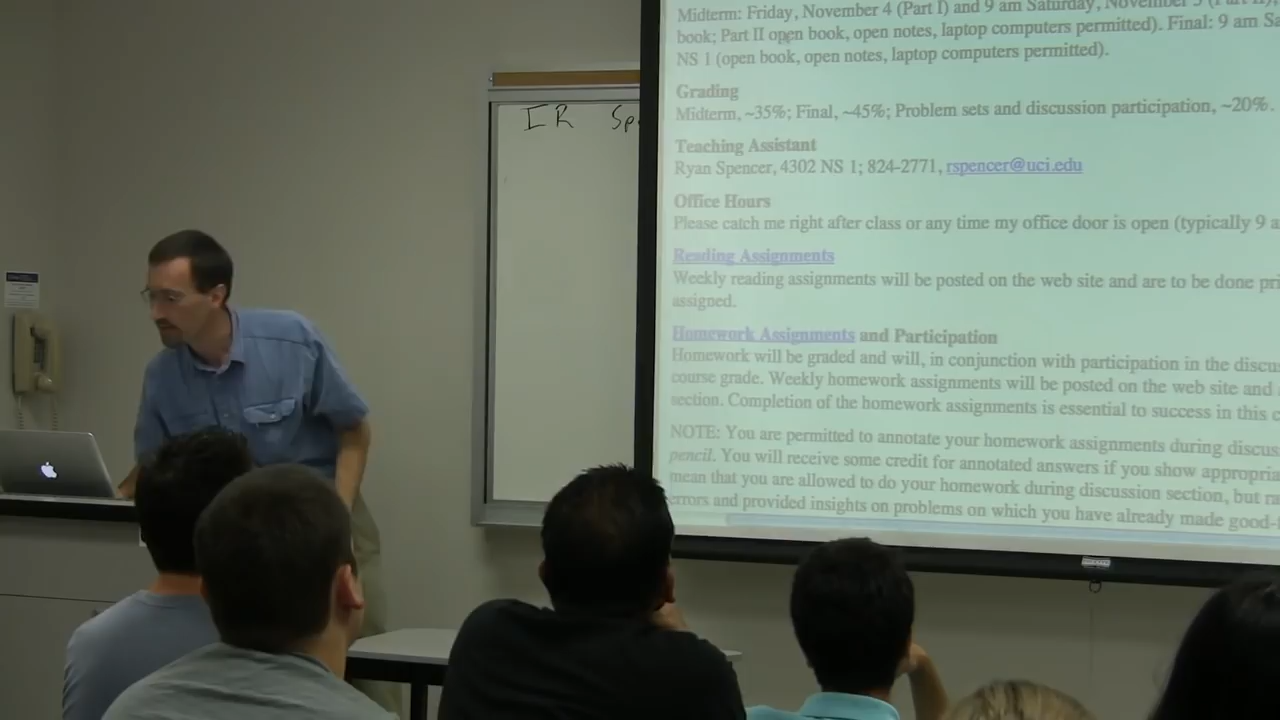 Midterm: Friday, November 4 (Part I) and 9 am Saturday, November 5 (Part II),
book; Part II open book, open notes, laptop computers permitted). Final: 9 am Sa
NS 1 (open book, open notes, laptop computers permitted).
Grading
Midterm, ~35%; Final, ~45%; Problem sets and discussion participation, ~20%.
Teaching Assistant
Ryan Spencer, 4302 NS 1; 824-2771, rspencer@uci.edu
Office Hours
Please catch me right after class or any time my office door is open (typically 9 a
Reading Assignments
Weekly reading assignments will be posted on the web site and are to be done pri
assigned.
Homework Assignments and Participation
Homework will be graded and will, in conjunction with participation in the discus
course grade. Weekly homework assignments will be posted on the web site and
section. Completion of the homework assignments is essential to success in this c
NOTE: You are permitted to annotate your homework assignments during discus
pencil. You will receive some credit for annotated answers if you show appropria
mean that you are allowed to do your homework during discussion section, but ra
errors and provided insights on problems on which you have already made good-f
IR Sp